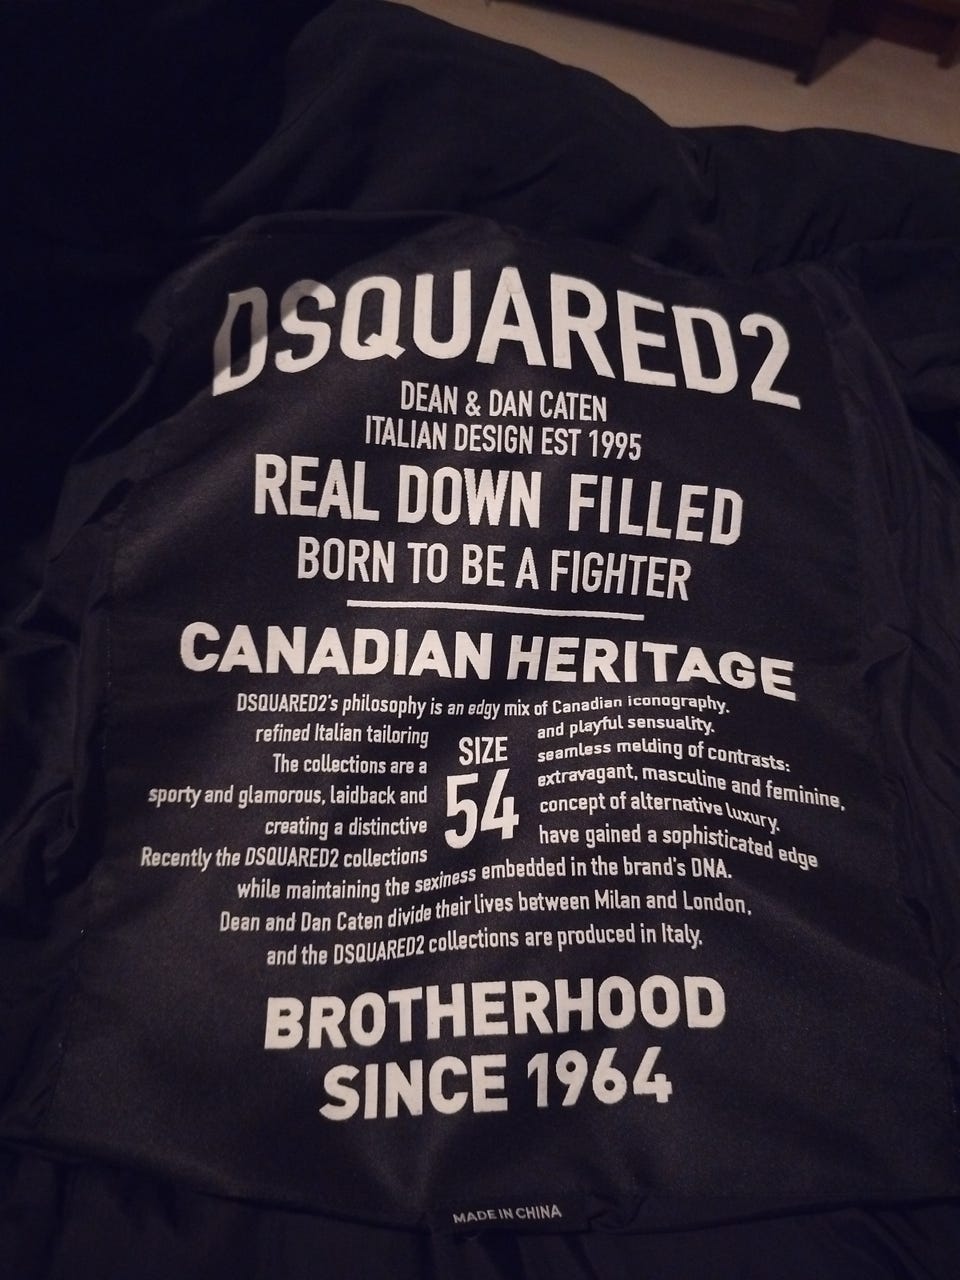 DSQUARED2
DEAN & DAN CATEN
ITALIAN DESIGN EST 1995
REAL DOWN FILLED
BORN TO BE A FIGHTER
CANADIAN HERITAGE
DSQUARED2's philosophy is an edgy mix of Canadian iconography.
refined Italian tailoring and playful sensuality.
The collections are a seamless melding of contrasts:
sporty and glamorous, laidback and extravagant, masculine and feminine,
creating a distinctive concept of alternative luxury.
Recently the DSQUARED2 collections have gained a sophisticated edge
SIZE
54
while maintaining the sexiness embedded in the brand's DNA.
Dean and Dan Caten divide their lives between Milan and London,
and the DSQUARED2 collections are produced in Italy.
BROTHERHOOD
SINCE 1964
MADE IN CHINA